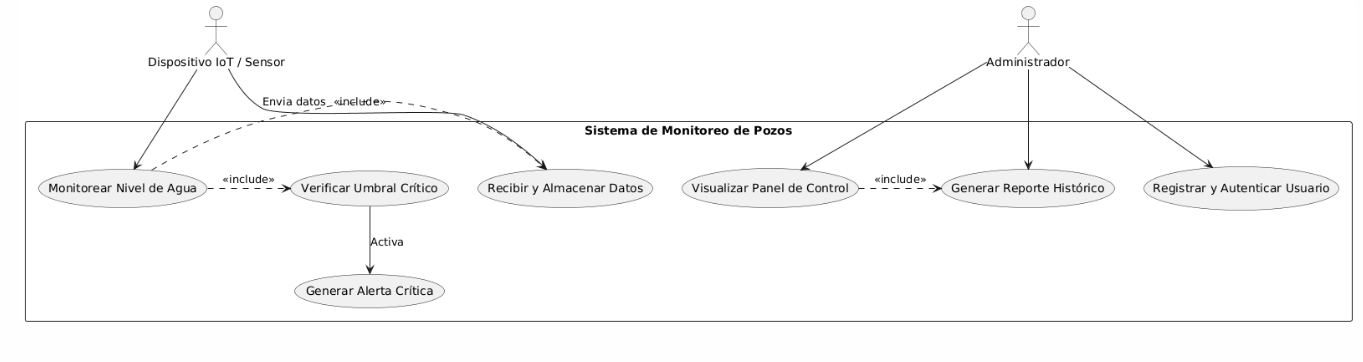 Dispositivo IoT / Sensor
Administrador
Envia datos
«include»
Sistema de Monitoreo de Pozos
Monitorear Nivel de Agua
«include»
Verificar Umbral Crítico
Recibir y Almacenar Datos
Visualizar Panel de Control
«include»
Generar Reporte Histórico
Registrar y Autenticar Usuario
Activa
Generar Alerta Crítica